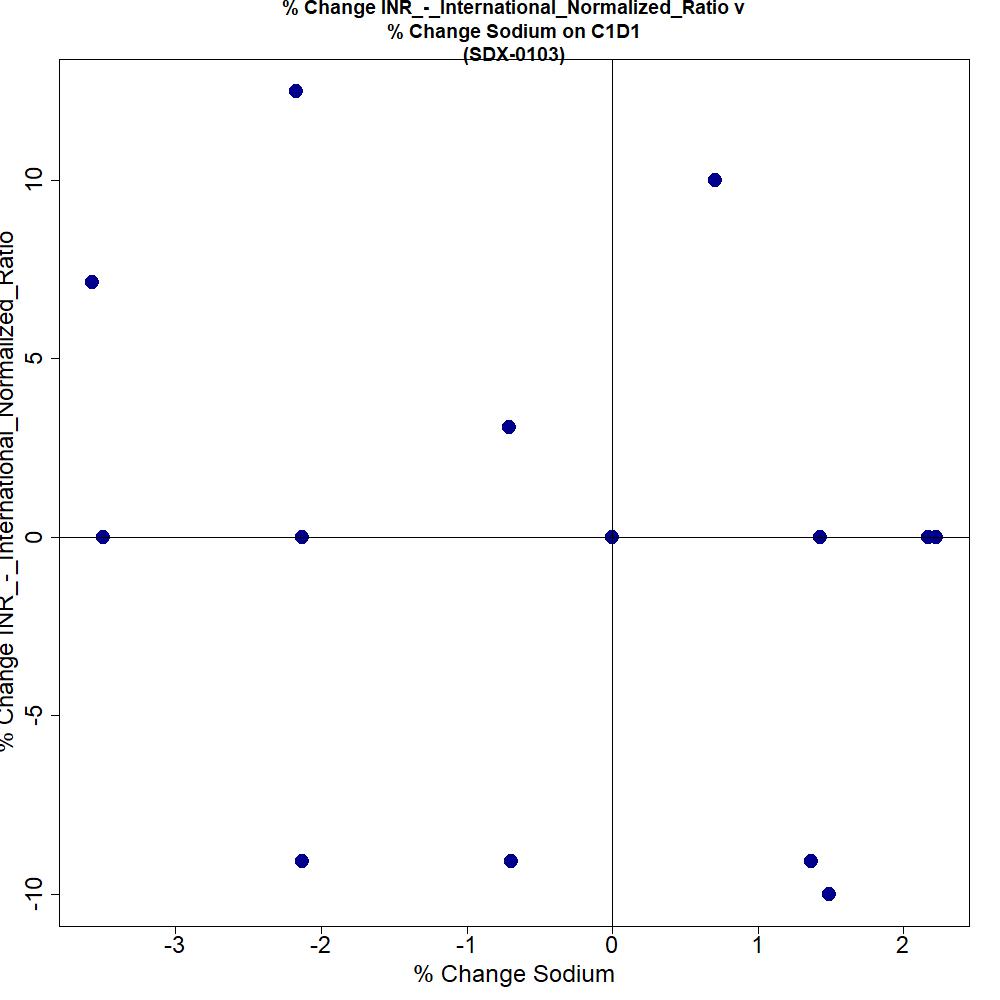 % Change INR_-_International_Normalized_Ratio v
% Change Sodium on C1D1
(SDX-0103)
% Change INR_-_International_Normalized_Ratio
10
5
0
-5
-10
-3
-2
-1
0
1
2
% Change Sodium